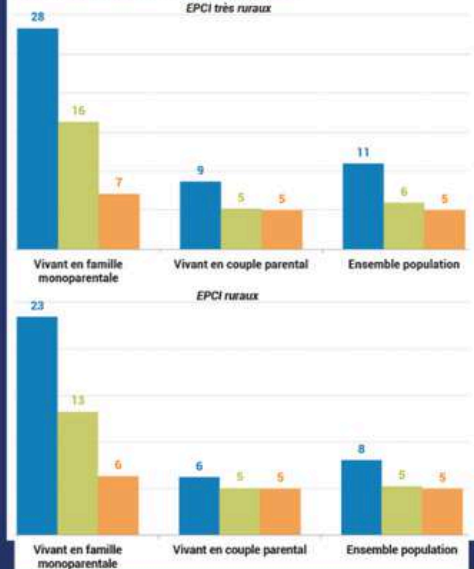 EPCI très ruraux
28
16
7
9
5
5
11
6
5
Vivant en famille
monoparentale
Vivant en couple parental
Ensemble population
EPCI ruraux
23
13
6
6
5
5
8
5
5
Vivant en famille
monoparentale
Vivant en couple parental
Ensemble population